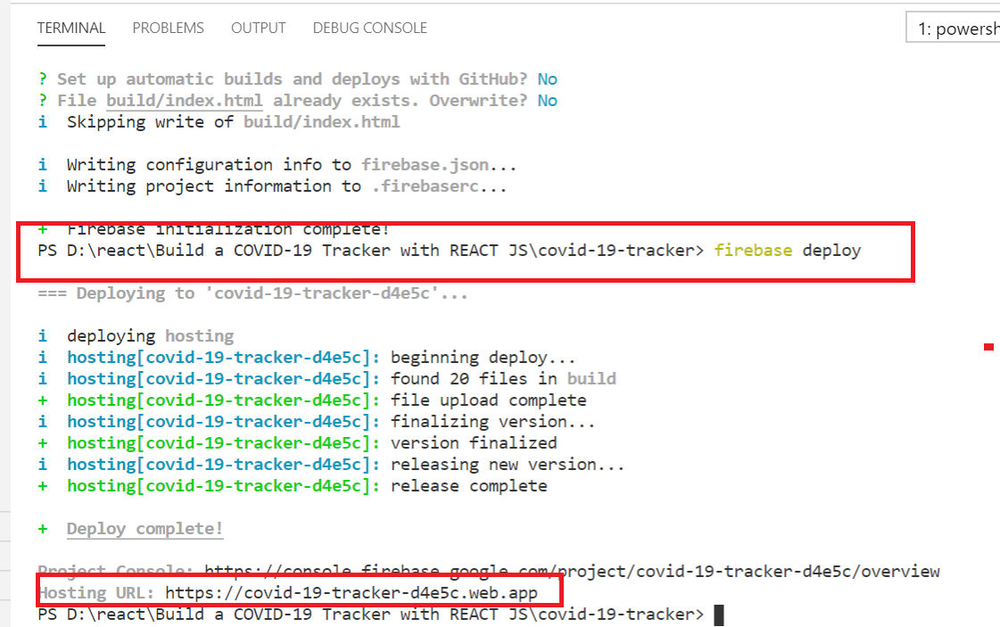 TERMINAL PROBLEMS OUTPUT DEBUG CONSOLE 1: powersh
? Set up automatic builds and deploys with GitHub? No
? File build/index.html already exists. Overwrite? No
i Skipping write of build/index.html
i Writing configuration info to firebase.json...
i Writing project information to .firebaserc...
+ Firebase initialization complete!
PS D:\react\Build a COVID-19 Tracker with REACT JS\covid-19-tracker> firebase deploy
=== Deploying to 'covid-19-tracker-d4e5c'...
i deploying hosting
i hosting[covid-19-tracker-d4e5c]: beginning deploy...
i hosting[covid-19-tracker-d4e5c]: found 20 files in build
+ hosting[covid-19-tracker-d4e5c]: file upload complete
i hosting[covid-19-tracker-d4e5c]: finalizing version...
+ hosting[covid-19-tracker-d4e5c]: version finalized
i hosting[covid-19-tracker-d4e5c]: releasing new version...
+ hosting[covid-19-tracker-d4e5c]: release complete
+ Deploy complete!
Project Console: https://console.firebase.google.com/project/covid-19-tracker-d4e5c/overview
Hosting URL: https://covid-19-tracker-d4e5c.web.app
PS D:\react\Build a COVID-19 Tracker with REACT JS\covid-19-tracker>